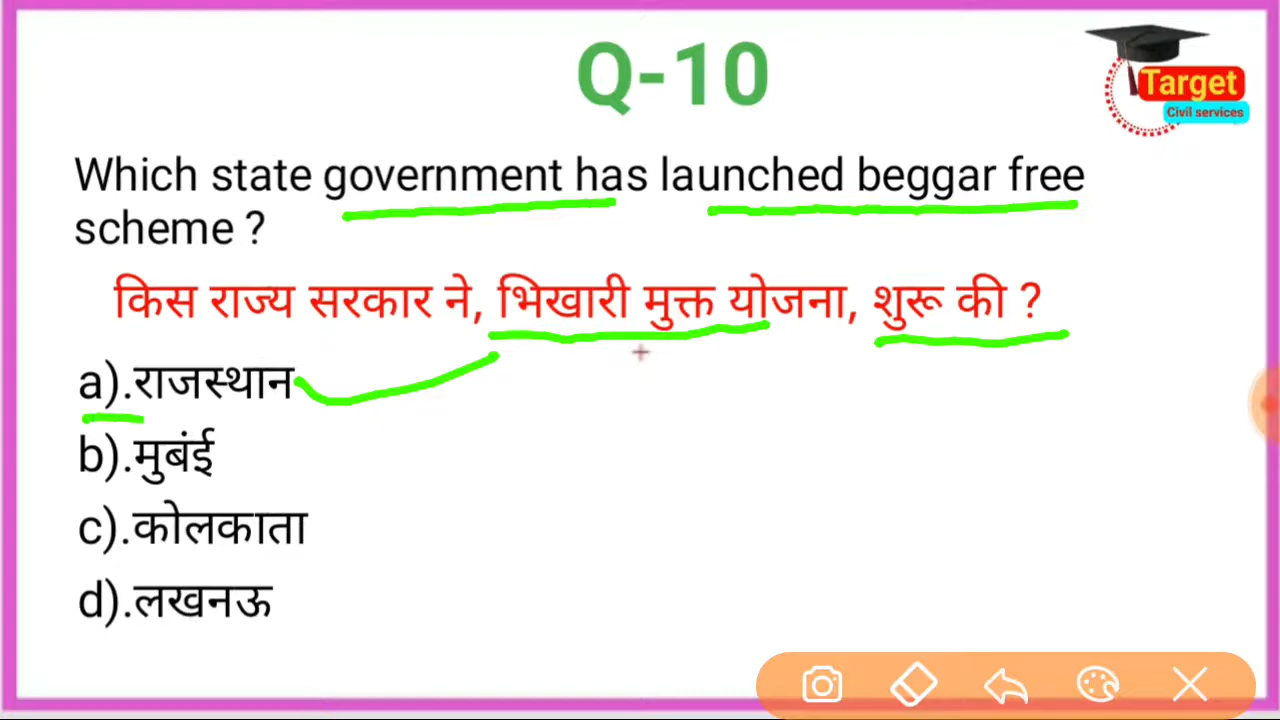 Q-10
Target
Civil services
Which state government has launched beggar free
scheme ?
किस राज्य सरकार ने, भिखारी मुक्त योजना, शुरू की ?
a).राजस्थान
b).मुबंई
c).कोलकाता
d).लखनऊ